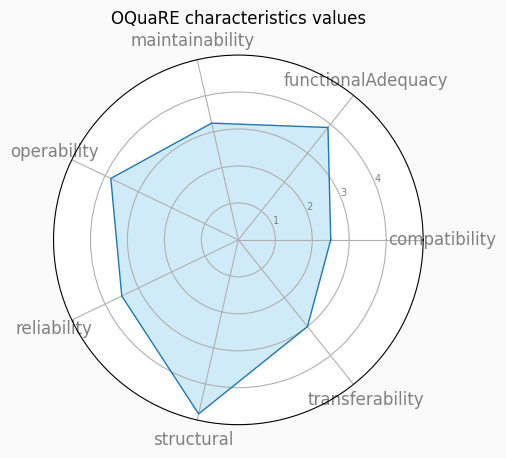 OQuaRE characteristics values
maintainability
functionalAdequacy
operability
4
3
2
1
compatibility
reliability
transferability
structural